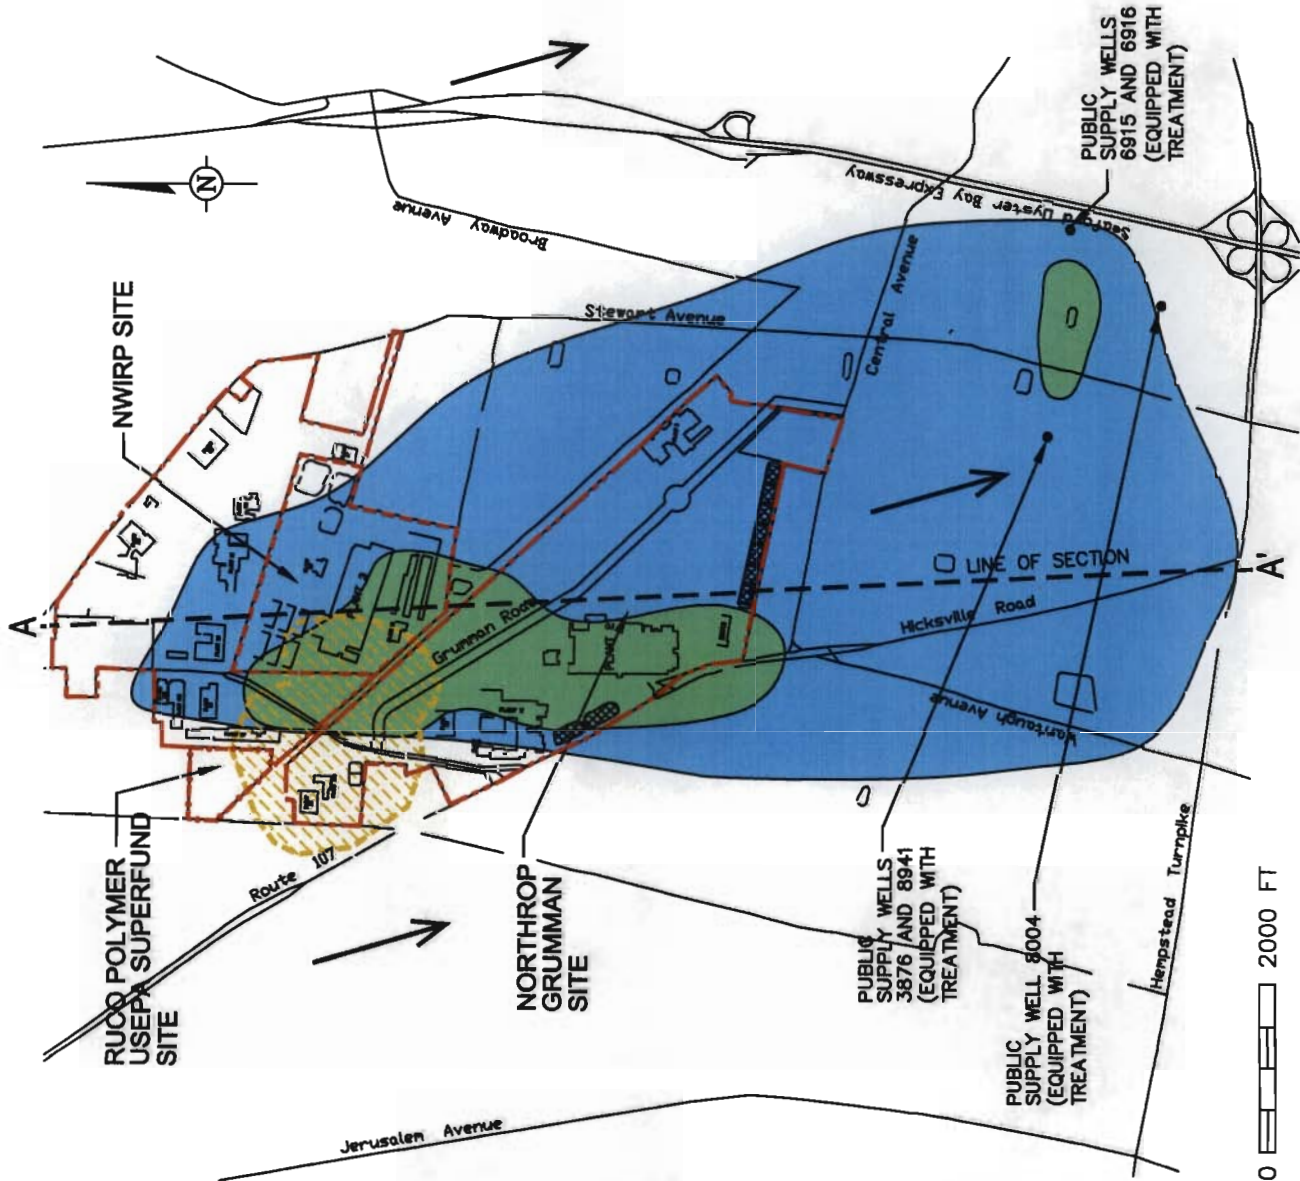 PUBLIC
SUPPLY WELLS
6915 AND 6916
(EQUIPPED WITH
TREATMENT)
N
Broadway Avenue
Seaford Oyster Bay Expressway
NWIRP SITE
Stewart Avenue
Central Avenue
A
Grumman Road
PLANT
LINE OF SECTION
A'
Hicksville Road
Wantaugh Avenue
RUCO POLYMER
USEPA SUPERFUND
SITE
Route 107
NORTHROP
GRUMMAN
SITE
PUBLIC
SUPPLY WELLS
3876 AND 8941
(EQUIPPED WITH
TREATMENT)
PUBLIC
SUPPLY WELL 8004
(EQUIPPED WITH
TREATMENT)
Hempstead Turnpike
Jerusalem Avenue
0 2000 FT